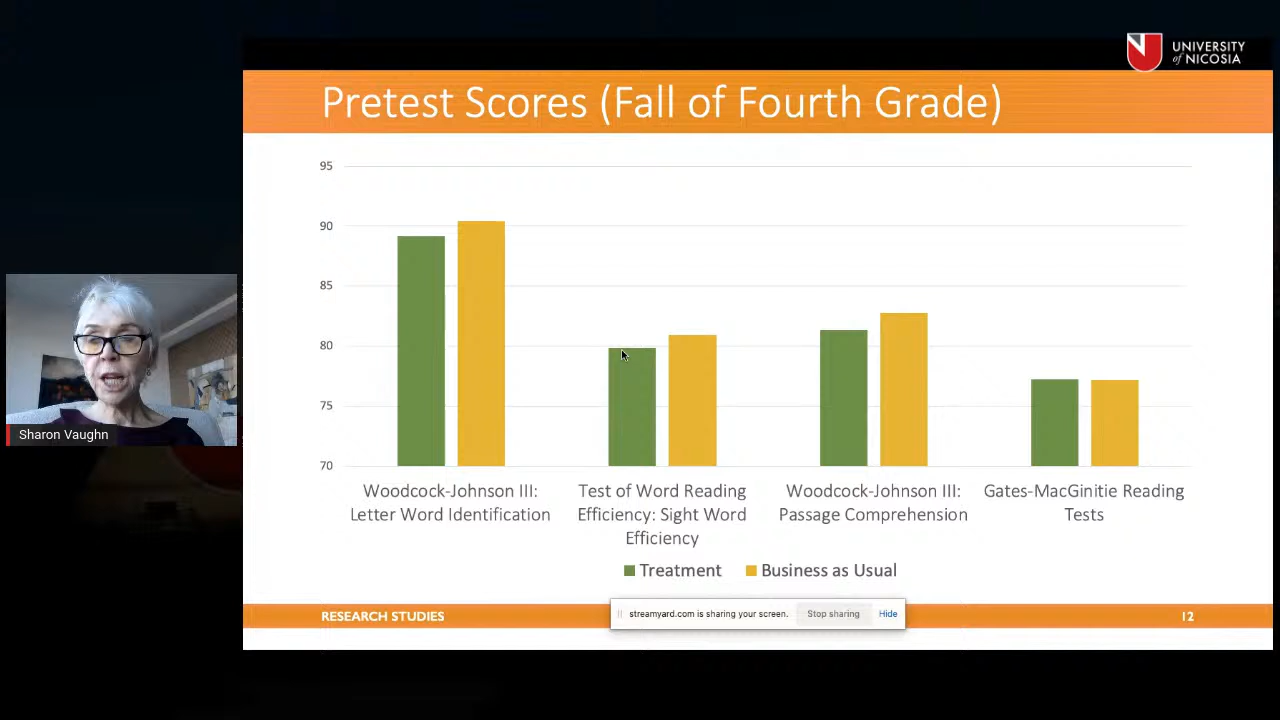 UNIVERSITY
of NICOSIA
Pretest Scores (Fall of Fourth Grade)
95
90
85
80
75
70
Woodcock-Johnson III:
Letter Word Identification
Test of Word Reading
Efficiency: Sight Word
Efficiency
Woodcock-Johnson III:
Passage Comprehension
Gates-MacGinitie Reading
Tests
Treatment
Business as Usual
Sharon Vaughn
RESEARCH STUDIES
streamyard.com is sharing your screen.
Stop sharing
Hide
12